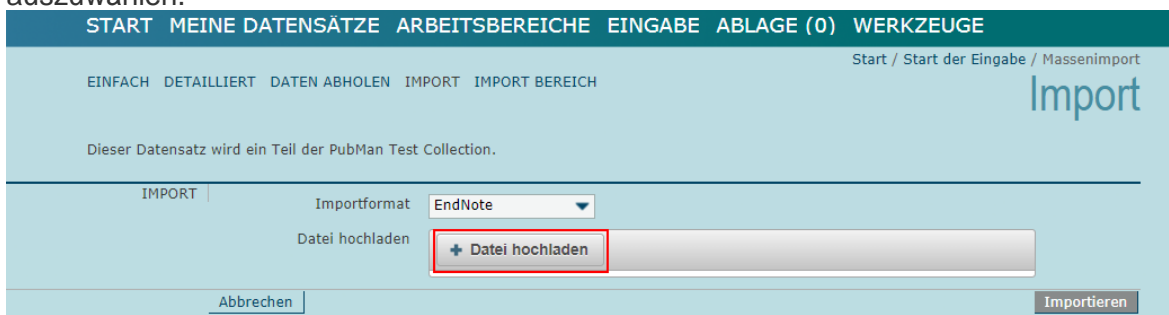 auszuwählen.
START MEINE DATENSÄTZE ARBEITSBEREICHE EINGABE ABLAGE (0) WERKZEUGE
Start / Start der Eingabe / Massenimport
EINFACH DETAILLIERT DATEN ABHOLEN IMPORT IMPORT BEREICH
Import
Dieser Datensatz wird ein Teil der PubMan Test Collection.
IMPORT
Importformat EndNote
Datei hochladen + Datei hochladen
Abbrechen Importieren